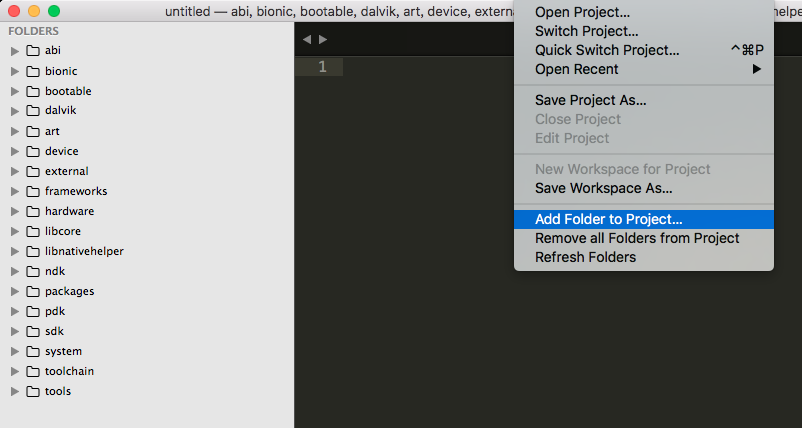 untitled — abi, bionic, bootable, dalvik, art, device, externa
helpe
FOLDERS
abi
bionic
bootable
dalvik
art
device
external
frameworks
hardware
libcore
libnativehelper
ndk
packages
pdk
sdk
system
toolchain
tools
1
Open Project...
Switch Project...
Quick Switch Project... ^⌘P
Open Recent
Save Project As...
Close Project
Edit Project
New Workspace for Project
Save Workspace As...
Add Folder to Project...
Remove all Folders from Project
Refresh Folders